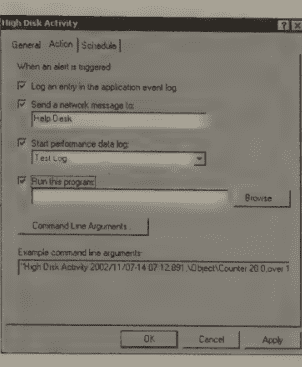 High Disk Activity
General Action Schedule
When an alert is triggered
Log an entry in the application event log
Send a network message to:
Help Desk
Start performance data log:
Test Log
Run this program:
Browse...
Command Line Arguments...
Example command line arguments:
"High Disk Activity 2002/11/07-14:07:12.891,\Object\Counter 20.0,over 1
OK Cancel Apply